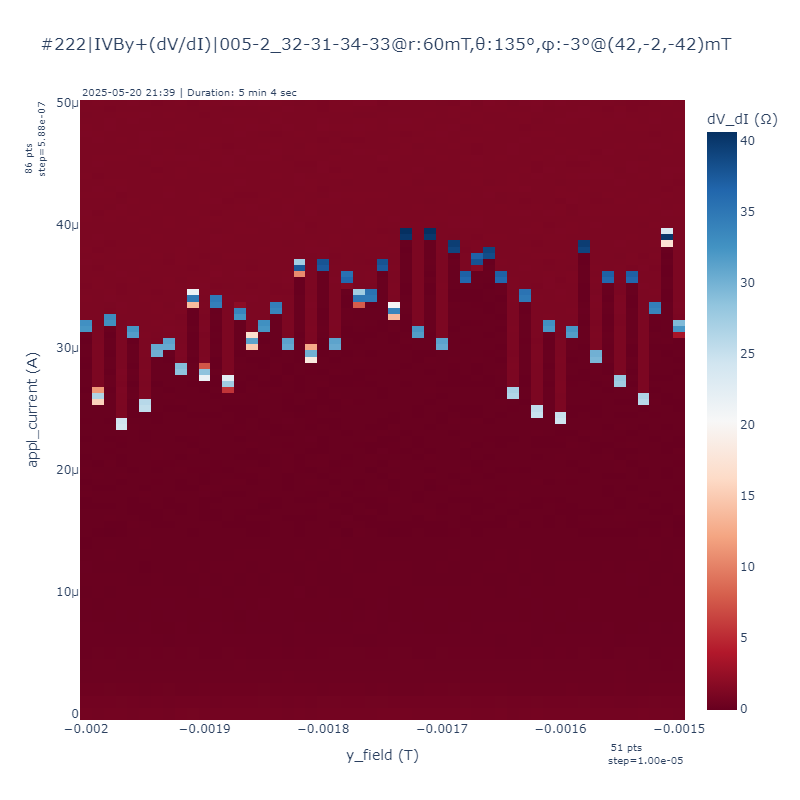 #222|IVBy+(dV/dI)|005-2_32-31-34-33@r:60mT,θ:135º,φ:-3º@(42,-2,-42)mT
2025-05-20 21:39 | Duration: 5 min 4 sec
86 pts
step=5.88e-07
appl_current (A)
50μ
40μ
30μ
20μ
10μ
0
−0.002
−0.0019
−0.0018
−0.0017
−0.0016
−0.0015
y_field (T)
51 pts
step=1.00e-05
dV_dI (Ω)
40
35
30
25
20
15
10
5
0